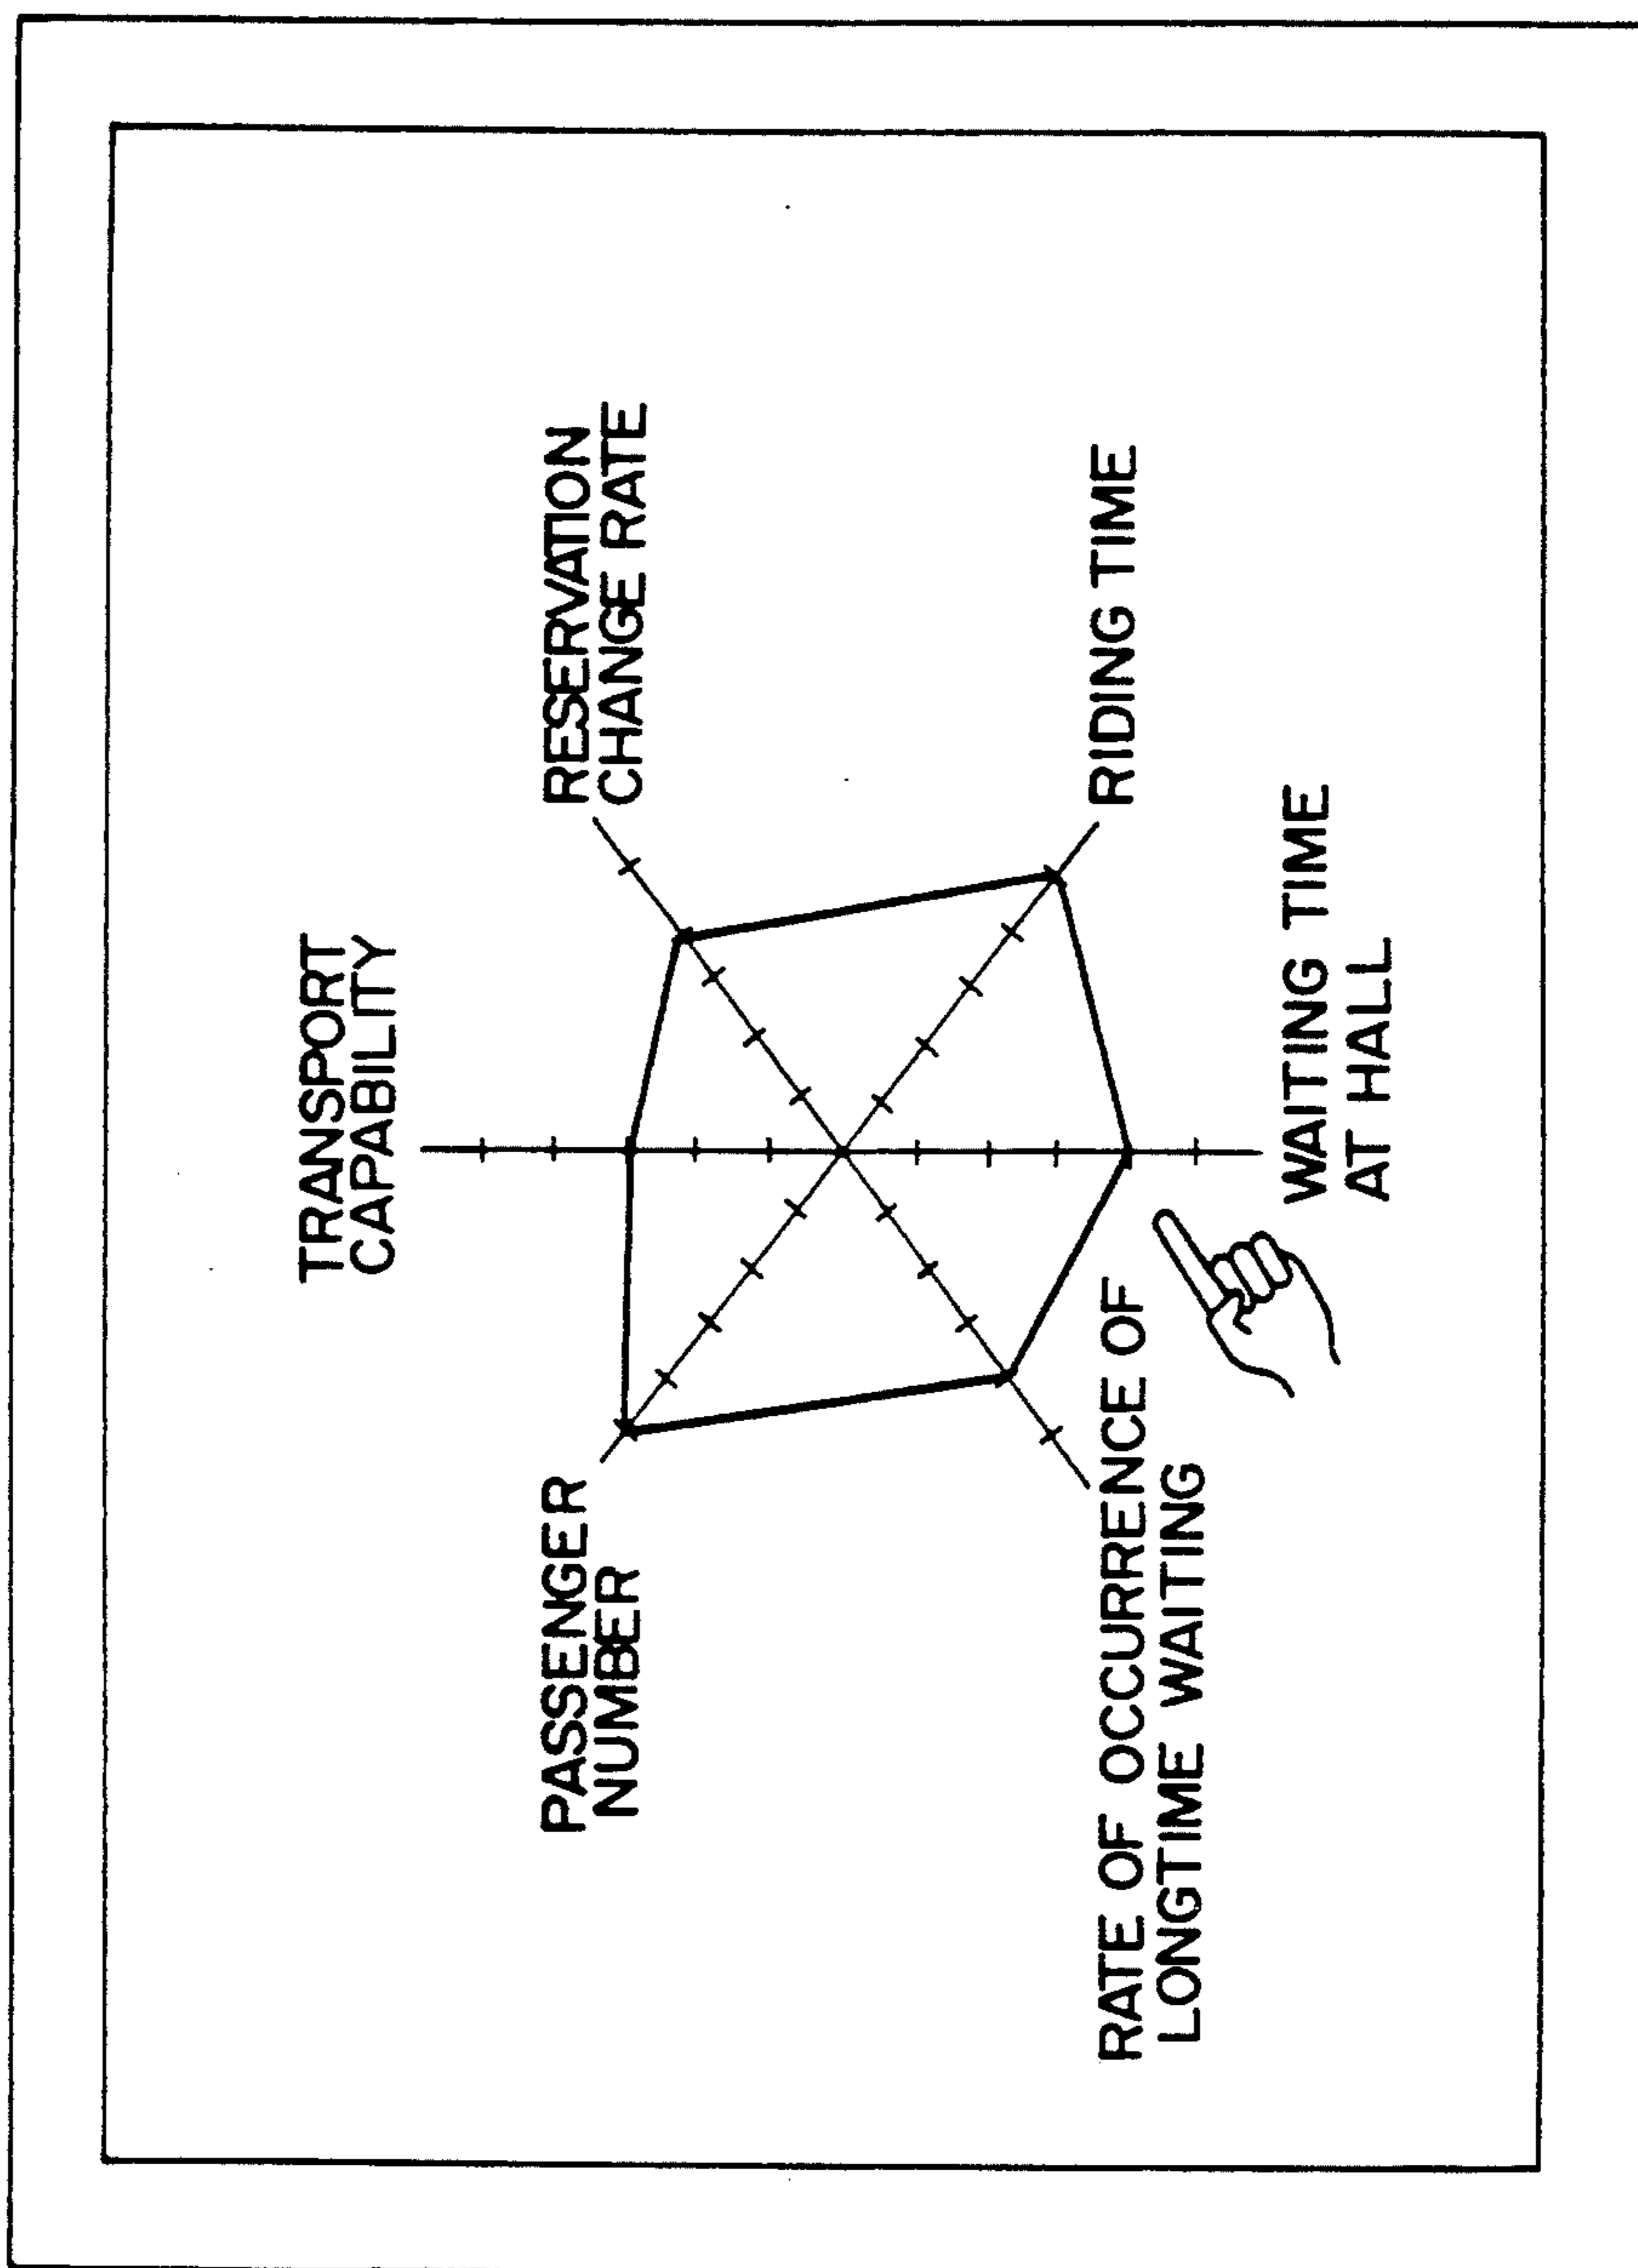 TRANSPORT
CAPABILITY
RESERVATION
CHANGE RATE
PASSENGER
NUMBER
RIDING TIME
RATE OF OCCURRENCE OF
LONGTIME WAITING
WAITING TIME
AT HALL